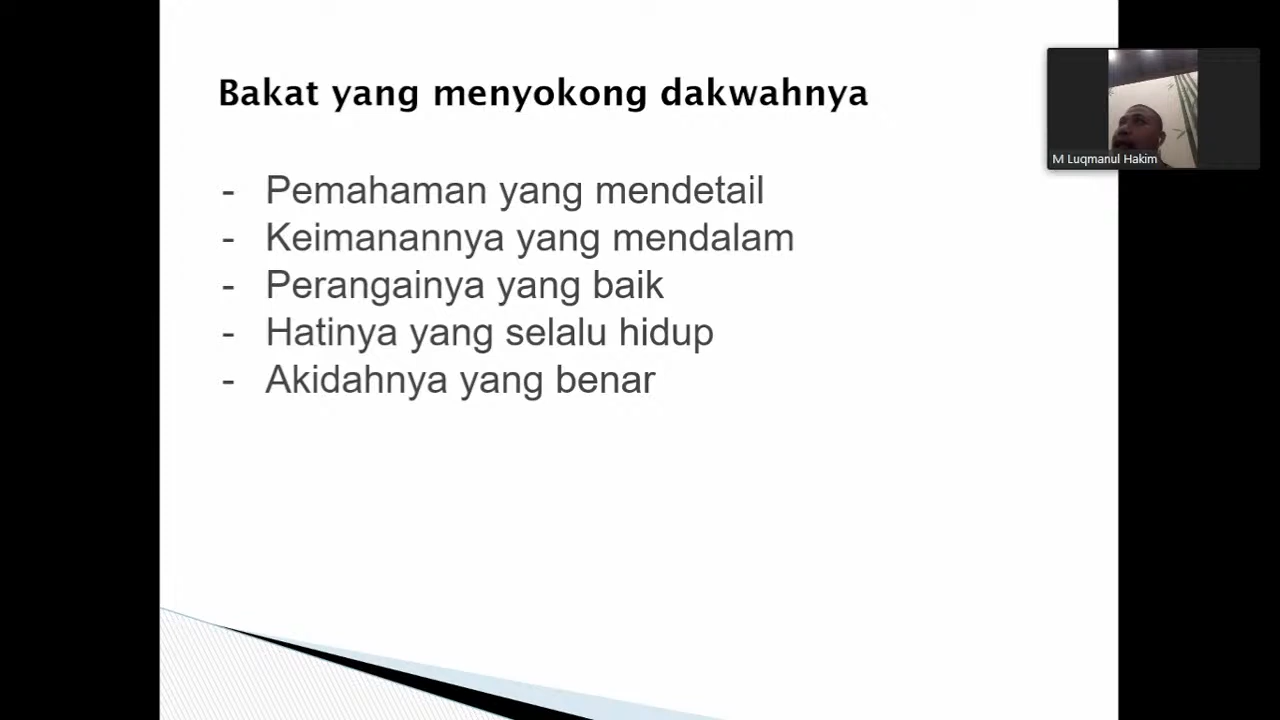 Bakat yang menyokong dakwahnya
- Pemahaman yang mendetail
- Keimanannya yang mendalam
- Perangainya yang baik
- Hatinya yang selalu hidup
- Akidahnya yang benar
M Luqmanul Hakim